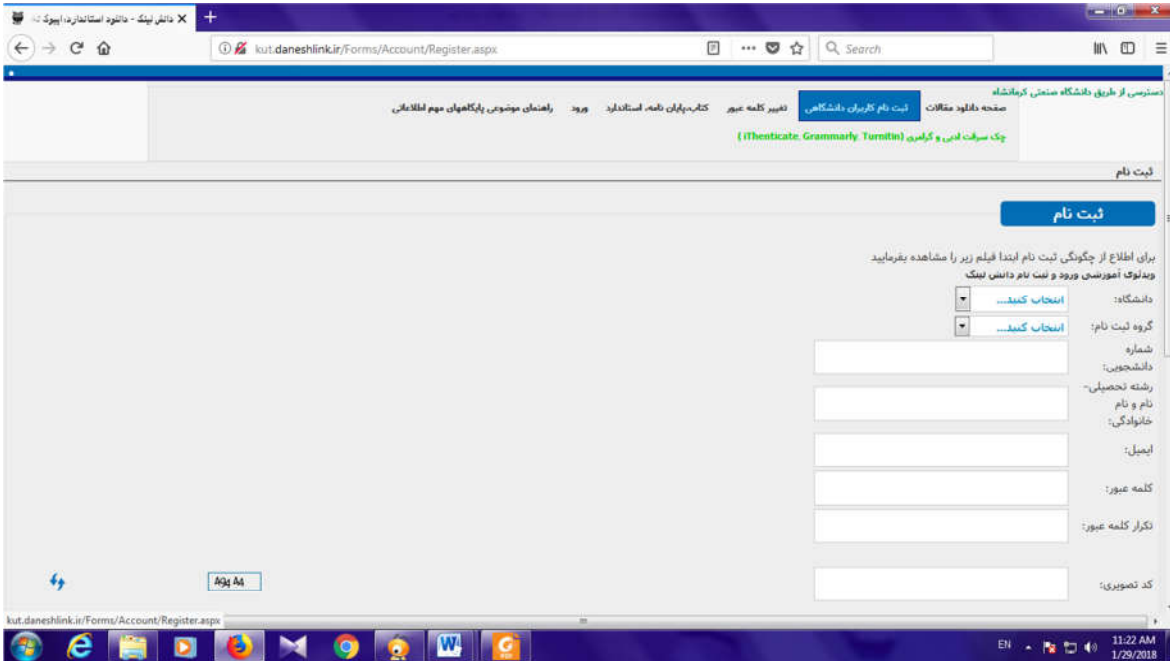 دانش لینک - دانلود استاندارد، ایبوک
kut.daneshlink.ir/Forms/Account/Register.aspx
Search
دسترسی از طریق دانشگاه صنعتی کرمانشاه
صفحه دانلود مقالات ثبت نام کاربران دانشگاهی تغییر کلمه عبور کتاب،پایان نامه، استاندارد ورود راهنمای موضوعی پایگاههای مهم اطلاعاتی
چک سرقت ادبی و گرامری (iThenticate, Grammarly, Turnitin )
ثبت نام
ثبت نام
برای اطلاع از چگونگی ثبت نام ابتدا فیلم زیر را مشاهده بفرمایید
ویدئوی آموزشی ورود و ثبت نام دانش لینک
دانشگاه: انتخاب کنید...
گروه ثبت نام: انتخاب کنید...
شماره
دانشجویی:
رشته تحصیلی-
نام و نام
خانوادگی:
ایمیل:
کلمه عبور:
تکرار کلمه عبور:
کد تصویری:
A94 A4
kut.daneshlink.ir/Forms/Account/Register.aspx
EN
11:22 AM
1/29/2018